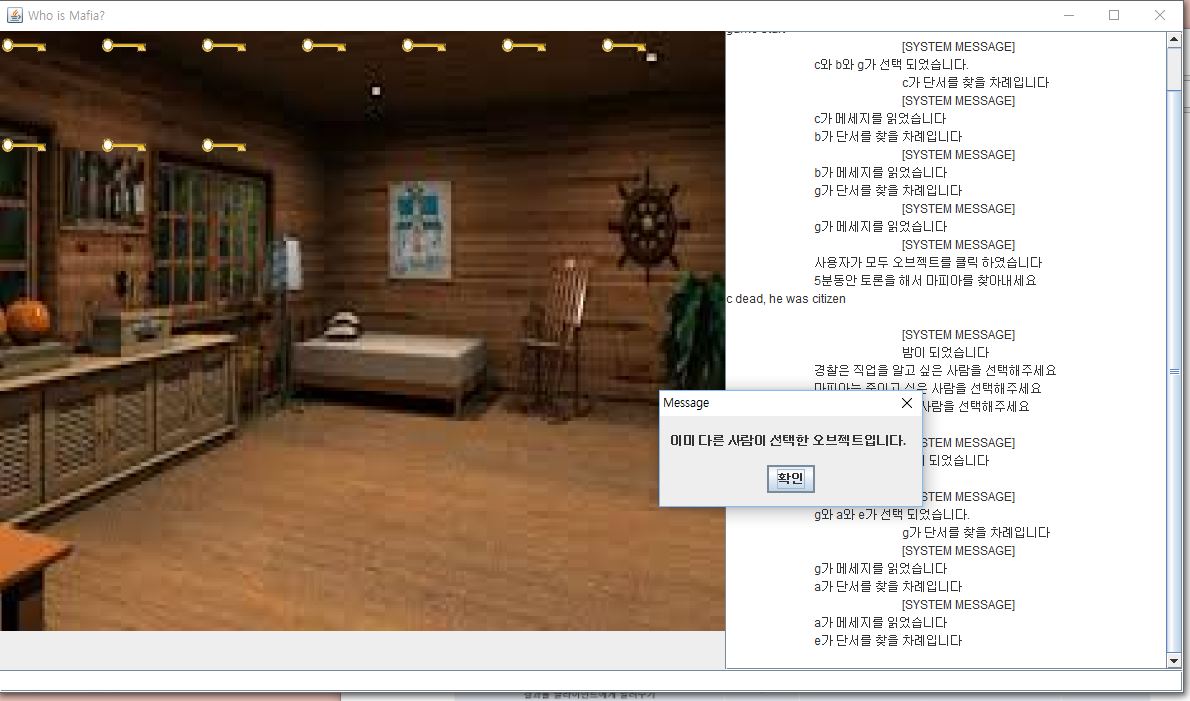 Who is Mafia?
[SYSTEM MESSAGE]
c와 b와 g가 선택 되었습니다.
c가 단서를 찾을 차례입니다
[SYSTEM MESSAGE]
c가 메세지를 읽었습니다
b가 단서를 찾을 차례입니다
[SYSTEM MESSAGE]
b가 메세지를 읽었습니다
g가 단서를 찾을 차례입니다
[SYSTEM MESSAGE]
g가 메세지를 읽었습니다
[SYSTEM MESSAGE]
사용자가 모두 오브젝트를 클릭 하였습니다
5분동안 토론을 해서 마피아를 찾아내세요
c dead, he was citizen
[SYSTEM MESSAGE]
밤이 되었습니다
경찰은 직업을 알고 싶은 사람을 선택해주세요
마피아는 죽이고 싶은 사람을 선택해주세요
사람을 선택해주세요
Message
이미 다른 사람이 선택한 오브젝트입니다.
확인
STEM MESSAGE]
되었습니다
STEM MESSAGE]
g와 a와 e가 선택 되었습니다.
g가 단서를 찾을 차례입니다
[SYSTEM MESSAGE]
g가 메세지를 읽었습니다
a가 단서를 찾을 차례입니다
[SYSTEM MESSAGE]
a가 메세지를 읽었습니다
e가 단서를 찾을 차례입니다